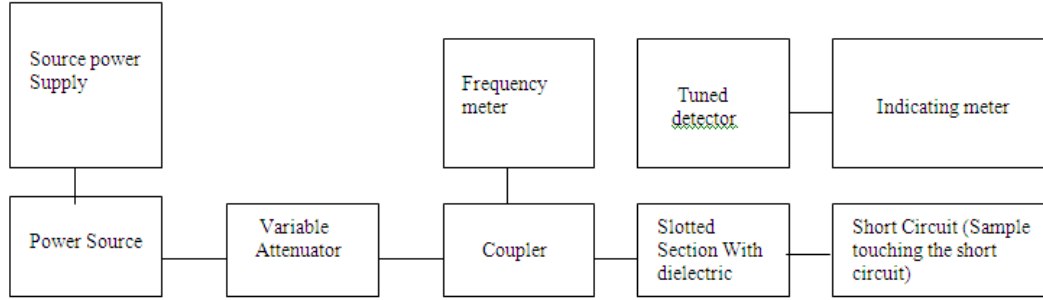 Source power
Supply
Frequency
meter
Tuned
detector
Indicating meter
Power Source
Variable
Attenuator
Coupler
Slotted
Section With
dielectric
Short Circuit (Sample
touching the short
circuit)